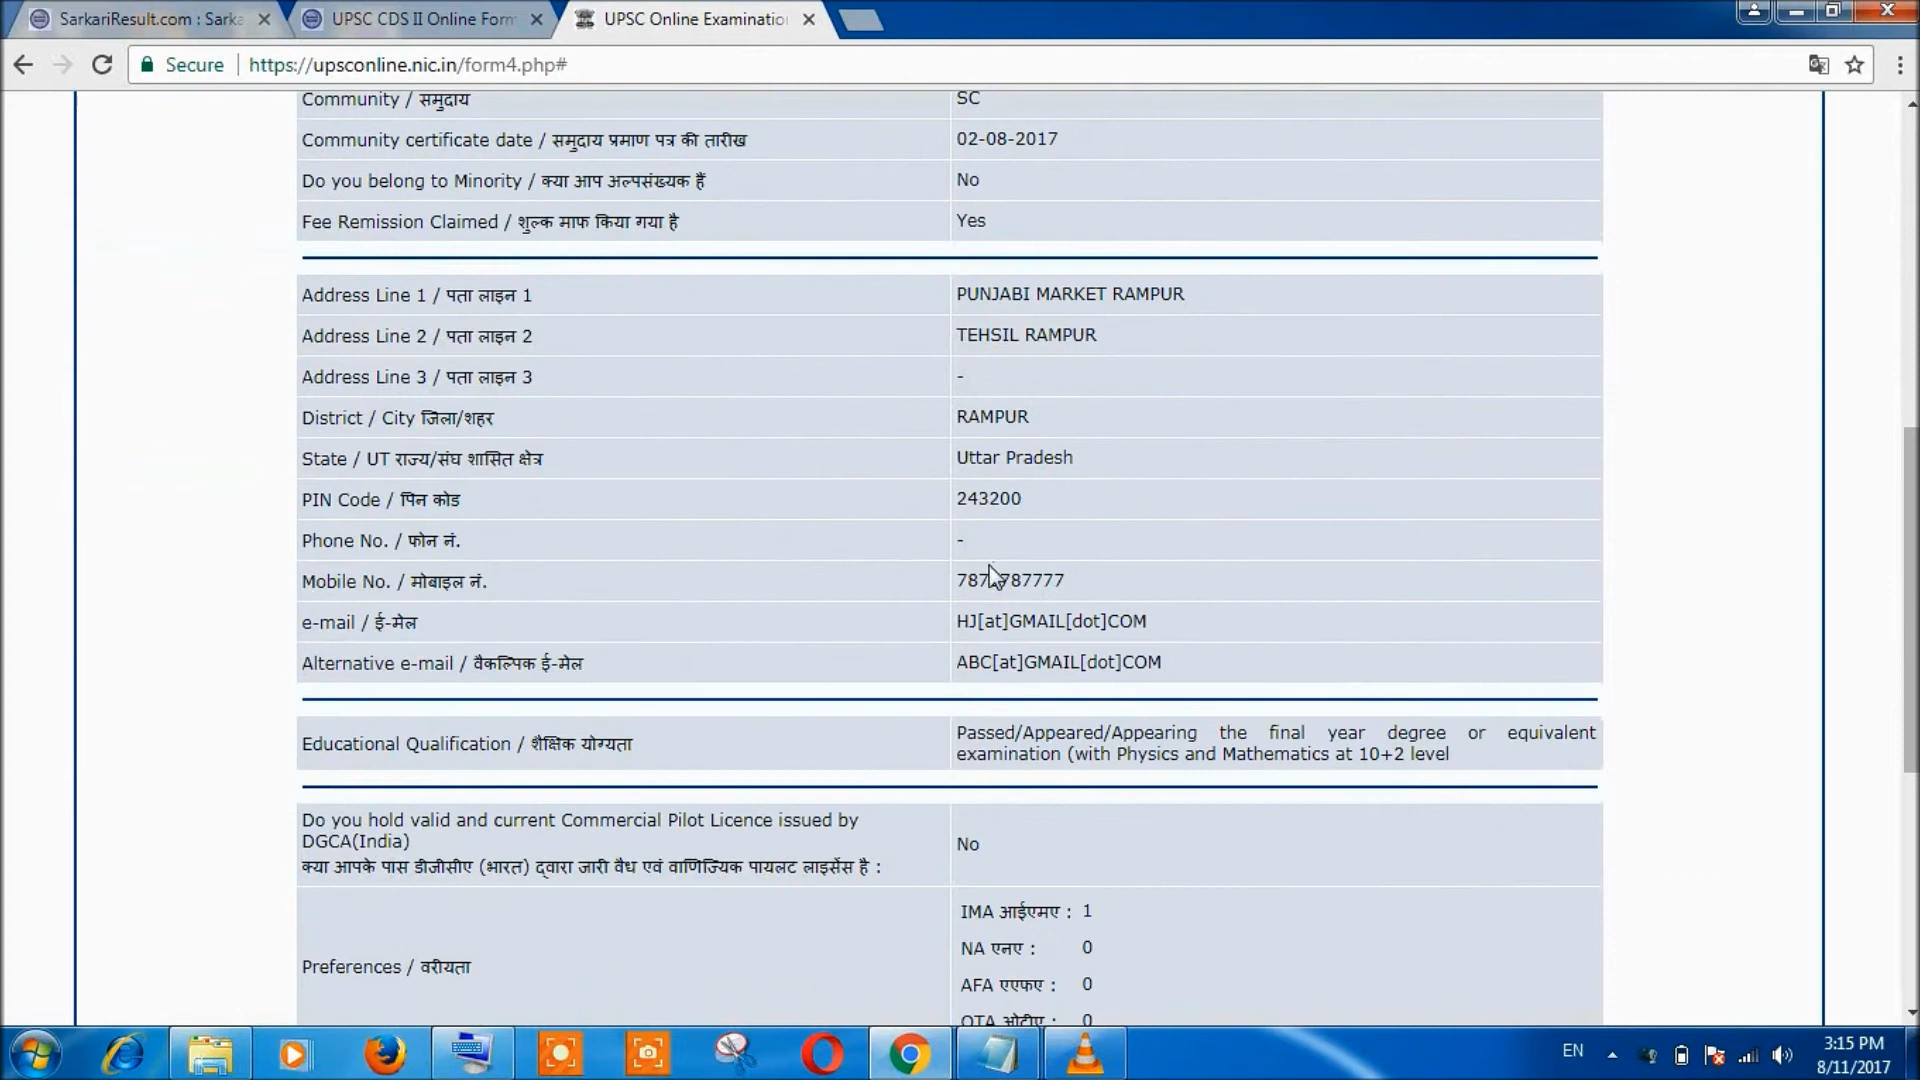 SarkariResult.com : Sarka
UPSC CDS II Online Form
UPSC Online Examinatio
Secure https://upsconline.nic.in/form4.php#
Community / समुदाय SC
Community certificate date / समुदाय प्रमाण पत्र की तारीख 02-08-2017
Do you belong to Minority / क्या आप अल्पसंख्यक हैं No
Fee Remission Claimed / शुल्क माफ किया गया है Yes
Address Line 1 / पता लाइन 1 PUNJABI MARKET RAMPUR
Address Line 2 / पता लाइन 2 TEHSIL RAMPUR
Address Line 3 / पता लाइन 3 -
District / City जिला/शहर RAMPUR
State / UT राज्य/संघ शासित क्षेत्र Uttar Pradesh
PIN Code / पिन कोड 243200
Phone No. / फोन नं. -
Mobile No. / मोबाइल नं.
e-mail / ई-मेल HJ[at]GMAIL[dot]COM
Alternative e-mail / वैकल्पिक ई-मेल ABC[at]GMAIL[dot]COM
Educational Qualification / शैक्षिक योग्यता
Passed/Appeared/Appearing the final year degree or equivalent
examination (with Physics and Mathematics at 10+2 level
Do you hold valid and current Commercial Pilot Licence issued by
DGCA(India)
क्या आपके पास डीजीसीए (भारत) द्वारा जारी वैध एवं वाणिज्यिक पायलट लाइसेंस है :
No
Preferences / वरीयता
IMA आईएमए : 1
NA एनए : 0
AFA एएफए : 0
OTA ओटीए : 0
EN
3:15 PM
8/11/2017